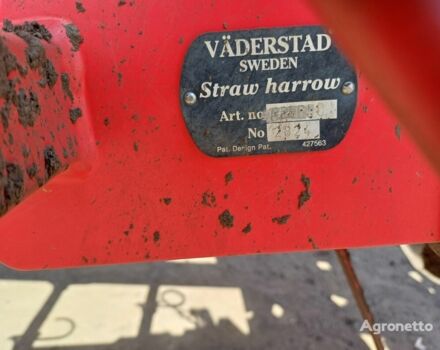 VÄDERSTAD
SWEDEN
Straw harrow
Art. no
No
Pat. Design Pat. 427563
Agronetto